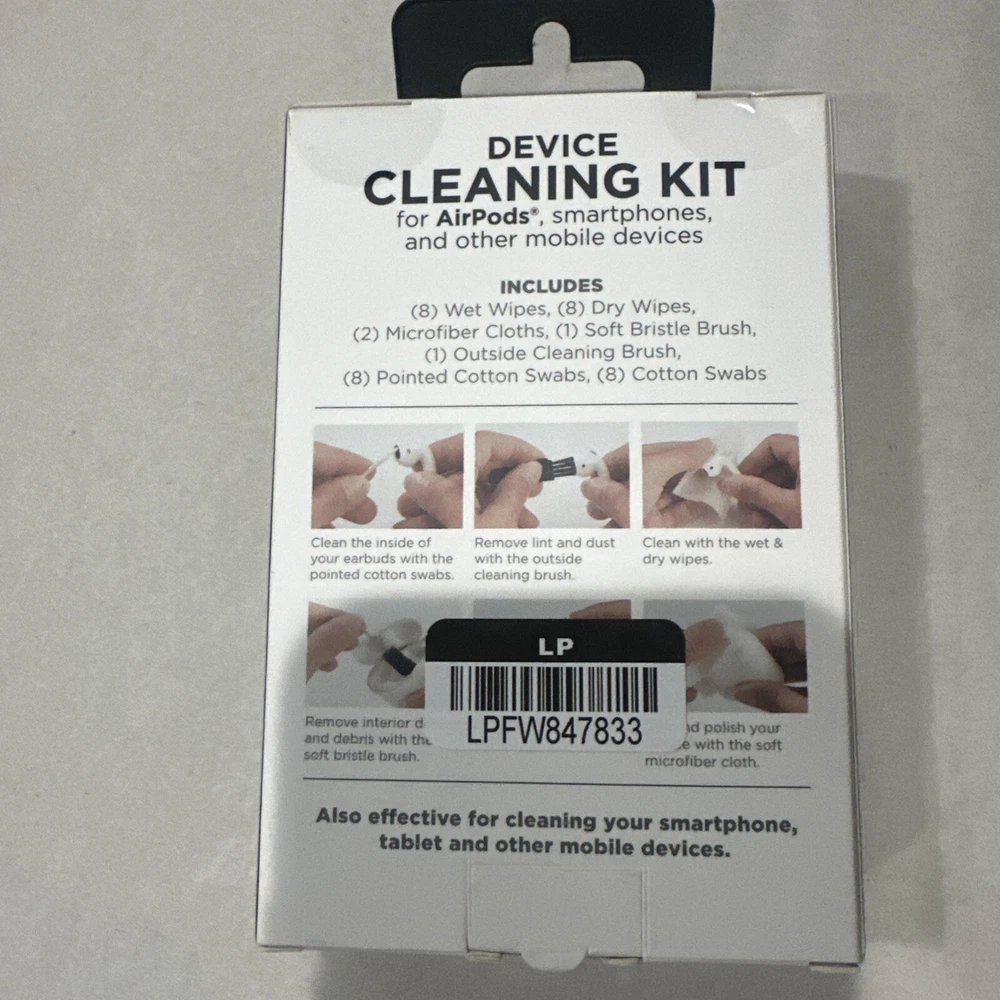 DEVICE
CLEANING KIT
for AirPods®, smartphones,
and other mobile devices
INCLUDES
(8) Wet Wipes, (8) Dry Wipes,
(2) Microfiber Cloths, (1) Soft Bristle Brush,
(1) Outside Cleaning Brush,
(8) Pointed Cotton Swabs, (8) Cotton Swabs
Clean the inside of
your earbuds with the
pointed cotton swabs.
Remove lint and dust
with the outside
cleaning brush.
Clean with the wet &
dry wipes.
LP
LPFW847833
Remove interior
and debris with the
soft bristle brush.
polish your
with the soft
microfiber cloth.
Also effective for cleaning your smartphone,
tablet and other mobile devices.